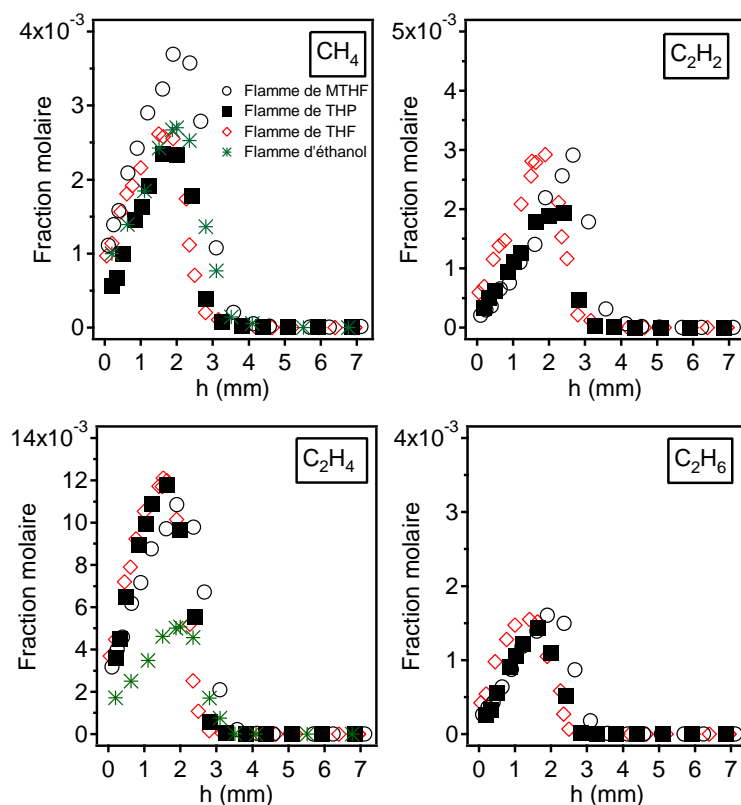 4x10⁻³
3
2
1
0
Fraction molaire
0 1 2 3 4 5 6 7
h (mm)
CH₄
Flamme de MTHF
Flamme de THP
Flamme de THF
Flamme d'éthanol
5x10⁻³
4
3
2
1
0
Fraction molaire
0 1 2 3 4 5 6 7
h (mm)
C₂H₂
14x10⁻³
12
10
8
6
4
2
0
Fraction molaire
0 1 2 3 4 5 6 7
h (mm)
C₂H₄
4x10⁻³
3
2
1
0
Fraction molaire
0 1 2 3 4 5 6 7
h (mm)
C₂H₆